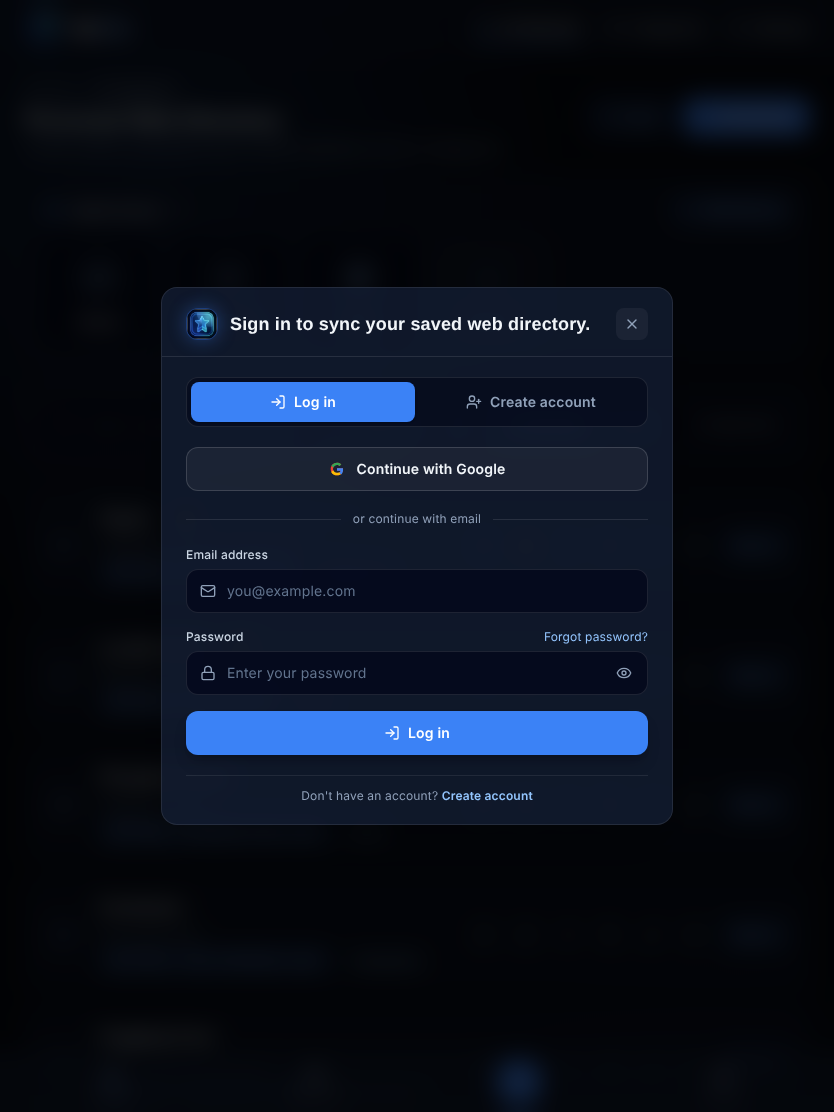 Sign in to sync your saved web directory.
Log in
Create account
Continue with Google
or continue with email
Email address
you@example.com
Password
Forgot password?
Enter your password
Log in
Don't have an account? Create account